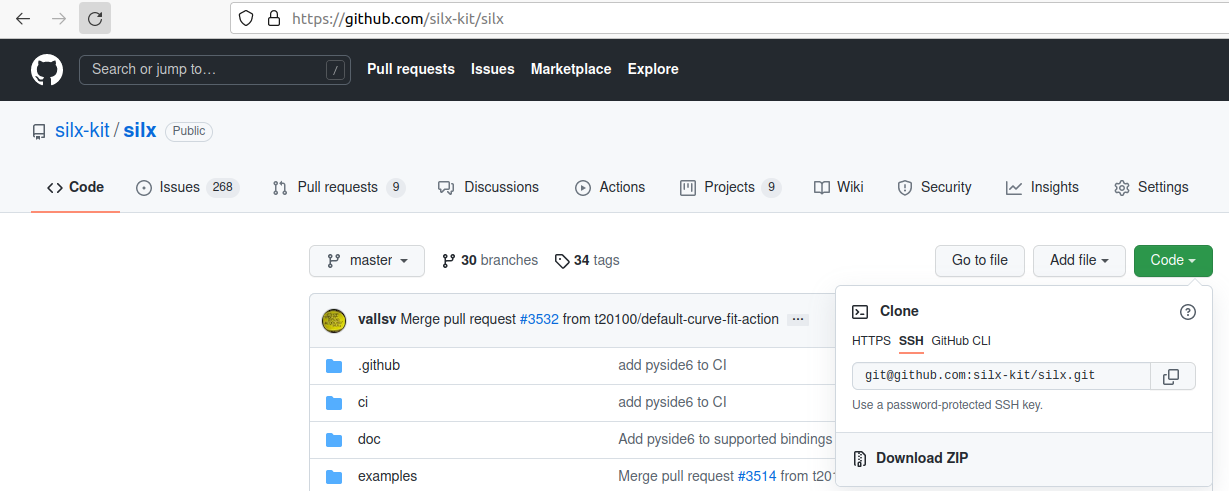 https://github.com/silx-kit/silx
Search or jump to… / Pull requests Issues Marketplace Explore
silx-kit / silx Public
Code Issues 268 Pull requests 9 Discussions Actions Projects 9 Wiki Security Insights Settings
master 30 branches 34 tags Go to file Add file Code
vallsv Merge pull request #3532 from t20100/default-curve-fit-action ...
.github add pyside6 to CI
ci add pyside6 to CI
doc Add pyside6 to supported bindings
examples Merge pull request #3514 from t201
Clone
HTTPS SSH GitHub CLI
git@github.com:silx-kit/silx.git
Use a password-protected SSH key.
Download ZIP